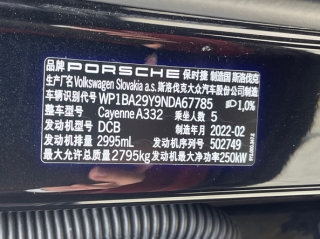 品牌 PORSCHE 保时捷 制造国 斯洛伐克
生产厂名 Volkswagen Slovakia a.s. 斯洛伐克大众汽车股份公司制造
车辆识别代号 WP1BA29Y9NDA67785 1,0%
整车型号 Cayenne A332 乘坐人数 5
发动机型号 DCB 制造年月 2022-02
发动机排量 2995mL 发动机序列号 502749
最大允许总质量 2795kg 发动机最大净功率 250kW